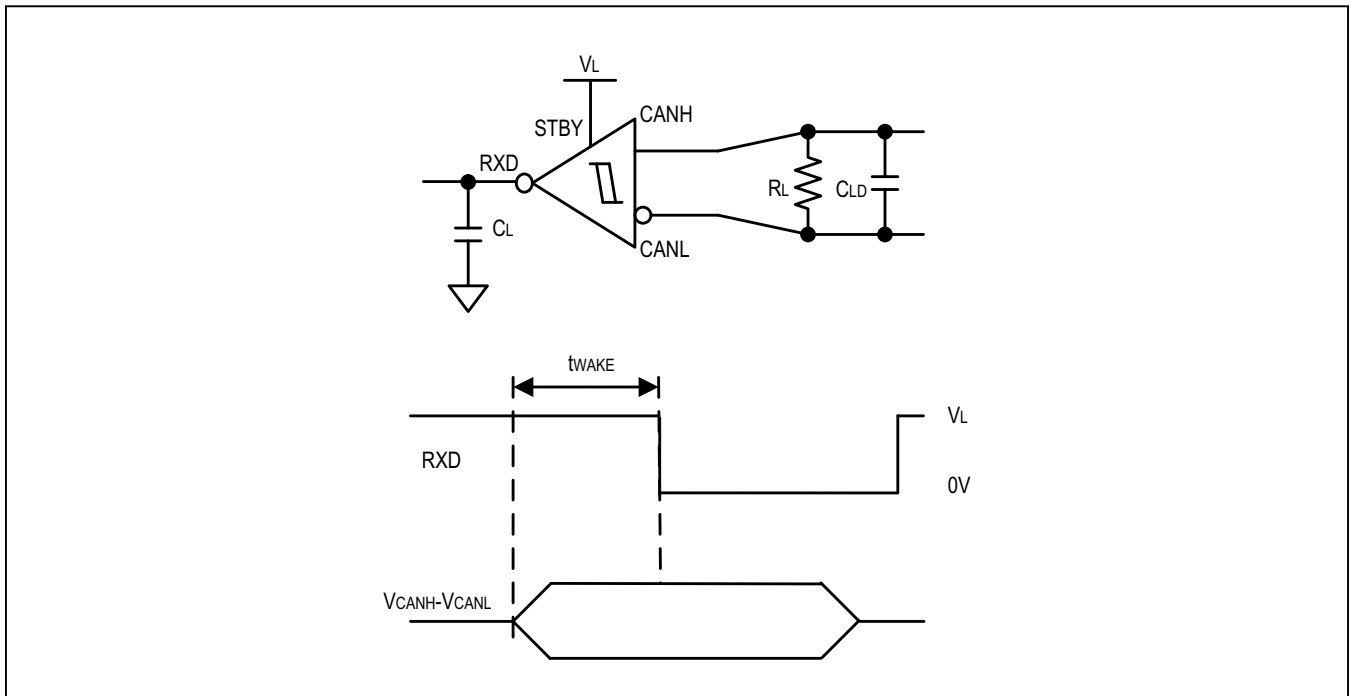 VL
CANH
STBY
RXD
RL
CLD
CL
CANL
tWAKE
VL
RXD
0V
VCANH-VCANL